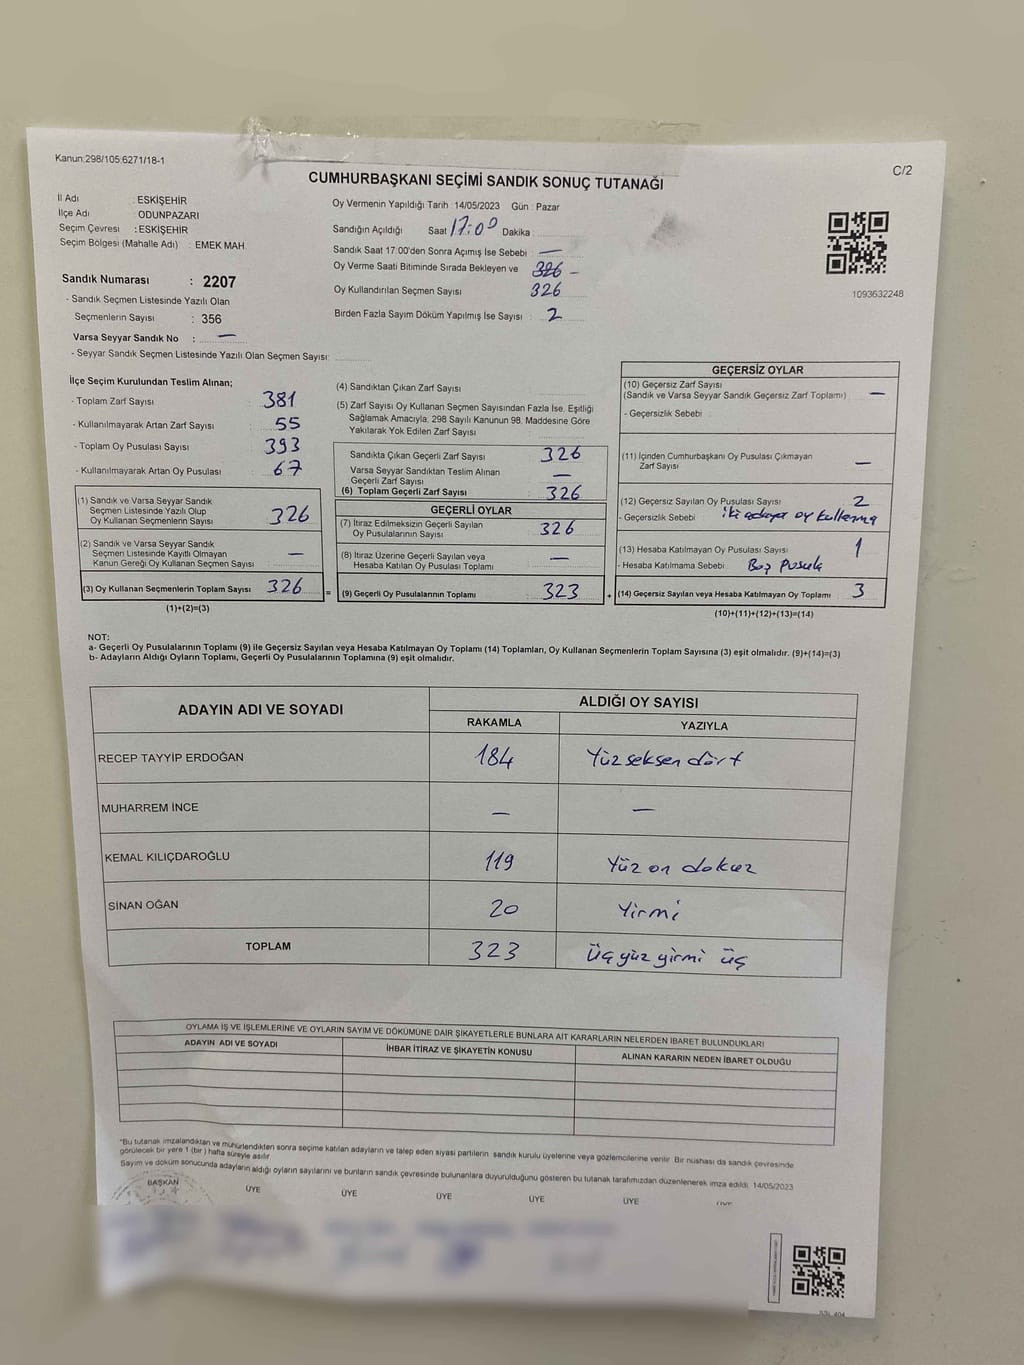 Kanun:298/105;6271/18-1
C/2
CUMHURBAŞKANI SEÇİMİ SANDIK SONUÇ TUTANAĞI
İl Adı : ESKİŞEHİR
İlçe Adı : ODUNPAZARI
Seçim Çevresi : ESKİŞEHİR
Seçim Bölgesi (Mahalle Adı) : EMEK MAH
Sandık Numarası : 2207
- Sandık Seçmen Listesinde Yazılı Olan
Seçmenlerin Sayısı : 356
Varsa Seyyar Sandık No : —
- Seyyar Sandık Seçmen Listesinde Yazılı Olan Seçmen Sayısı:
Oy Vermenin Yapıldığı Tarih : 14/05/2023 Gün : Pazar
Sandığın Açıldığı Saat 17:00 Dakika :
Sandık Saat 17:00'den Sonra Açımış İse Sebebi : —
Oy Verme Saati Bitiminde Sırada Bekleyen ve : 326 -
Oy Kullandırılan Seçmen Sayısı 326
Birden Fazla Sayım Döküm Yapılmış İse Sayısı : 2
1093632248
İlçe Seçim Kurulundan Teslim Alınan;
- Toplam Zarf Sayısı : 381
- Kullanılmayarak Artan Zarf Sayısı : 55
- Toplam Oy Pusulası Sayısı : 393
- Kullanılmayarak Artan Oy Pusulası : 67
(1) Sandık ve Varsa Seyyar Sandık
Seçmen Listesinde Yazılı Olup
Oy Kullanan Seçmenlerin Sayısı : 326
(2) Sandık ve Varsa Seyyar Sandık
Seçmen Listesinde Kayıtlı Olmayan
Kanun Gereği Oy Kullanan Seçmen Sayısı : —
(3) Oy Kullanan Seçmenlerin Toplam Sayısı : 326
(1)+(2)=(3)
=
(4) Sandıktan Çıkan Zarf Sayısı :
(5) Zarf Sayısı Oy Kullanan Seçmen Sayısından Fazla İse, Eşitliği
Sağlamak Amacıyla, 298 Sayılı Kanunun 98. Maddesine Göre
Yakılarak Yok Edilen Zarf Sayısı :
Sandıkta Çıkan Geçerli Zarf Sayısı : 326
Varsa Seyyar Sandıktan Teslim Alınan
Geçerli Zarf Sayısı : —
(6) Toplam Geçerli Zarf Sayısı : 326
GEÇERLİ OYLAR
(7) İtiraz Edilmeksizin Geçerli Sayılan
Oy Pusulalarının Sayısı : 326
(8) İtiraz Üzerine Geçerli Sayılan veya
Hesaba Katılan Oy Pusulası Toplamı : —
(9) Geçerli Oy Pusulalarının Toplamı : 323
+
GEÇERSİZ OYLAR
(10) Geçersiz Zarf Sayısı
(Sandık ve Varsa Seyyar Sandık Geçersiz Zarf Toplamı) : —
- Geçersizlik Sebebi :
(11) İçinden Cumhurbaşkanı Oy Pusulası Çıkmayan
Zarf Sayısı : —
(12) Geçersiz Sayılan Oy Pusulası Sayısı : 2
- Geçersizlik Sebebi : iki adaya oy kullanma
(13) Hesaba Katılmayan Oy Pusulası Sayısı : 1
- Hesaba Katılmama Sebebi : Boş Pusula
(14) Geçersiz Sayılan veya Hesaba Katılmayan Oy Toplamı : 3
(10)+(11)+(12)+(13)=(14)
NOT:
a- Geçerli Oy Pusulalarının Toplamı (9) ile Geçersiz Sayılan veya Hesaba Katılmayan Oy Toplamı (14) Toplamları, Oy Kullanan Seçmenlerin Toplam Sayısına (3) eşit olmalıdır. (9)+(14)=(3)
b- Adayların Aldığı Oyların Toplamı, Geçerli Oy Pusulalarının Toplamına (9) eşit olmalıdır.
ADAYIN ADI VE SOYADI ALDIĞI OY SAYISI
RAKAMLA YAZIYLA
RECEP TAYYİP ERDOĞAN 184 Yüz seksen dört
MUHARREM İNCE — —
KEMAL KILIÇDAROĞLU 119 Yüz on dokuz
SİNAN OĞAN 20 Yirmi
TOPLAM 323 Üçyüz yirmi üç
OYLAMA İŞ VE İŞLEMLERİNE VE OYLARIN SAYIM VE DÖKÜMÜNE DAİR ŞİKAYETLERLE BUNLARA AİT KARARLARIN NELERDEN İBARET BULUNDUKLARI
ADAYIN ADI VE SOYADI İHBAR İTİRAZ VE ŞİKAYETİN KONUSU ALINAN KARARIN NEDEN İBARET OLDUĞU
*Bu tutanak imzalandıktan ve mühürlendikten sonra seçime katılan adayların ve talep eden siyasi partilerin sandık kurulu üyelerine veya gözlemcilerine verilir. Bir nüshası da sandık çevresinde
görülecek bir yere 1 (bir) hafta süreyle asılır.
Sayım ve döküm sonucunda adayların aldığı oyların sayılarını ve bunların sandık çevresinde bulunanlara duyurulduğunu gösteren bu tutanak tarafımızdan düzenlenerek imza edildi. 14/05/2023
BAŞKAN ÜYE ÜYE ÜYE ÜYE ÜYE ÜYE